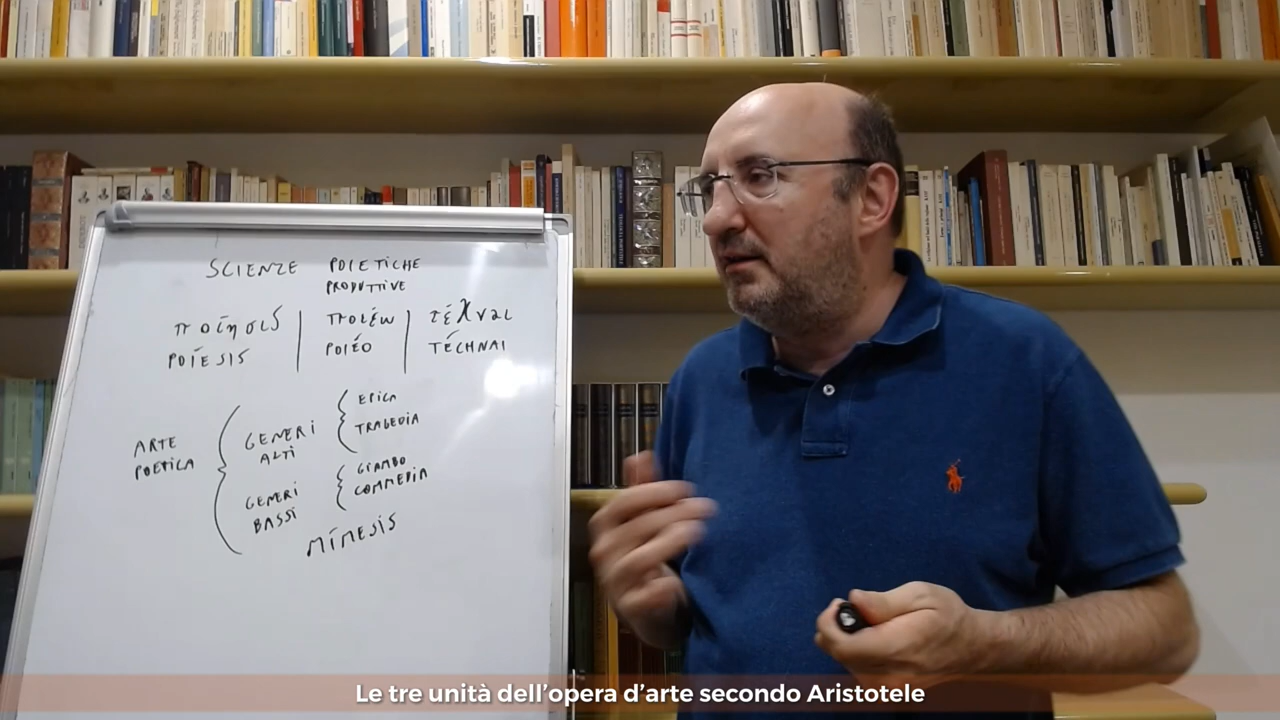 SCIENZE POIETICHE
PRODUTTIVE
ποίησις | ποιέω | τέχναι
POÍESIS | POIÉO | TÉCHNAI
ARTE
POETICA
GENERI
ALTI
EPICA
TRAGEDIA
GENERI
BASSI
GIAMBO
COMMEDIA
MÍMESIS
Le tre unità dell'opera d'arte secondo Aristotele